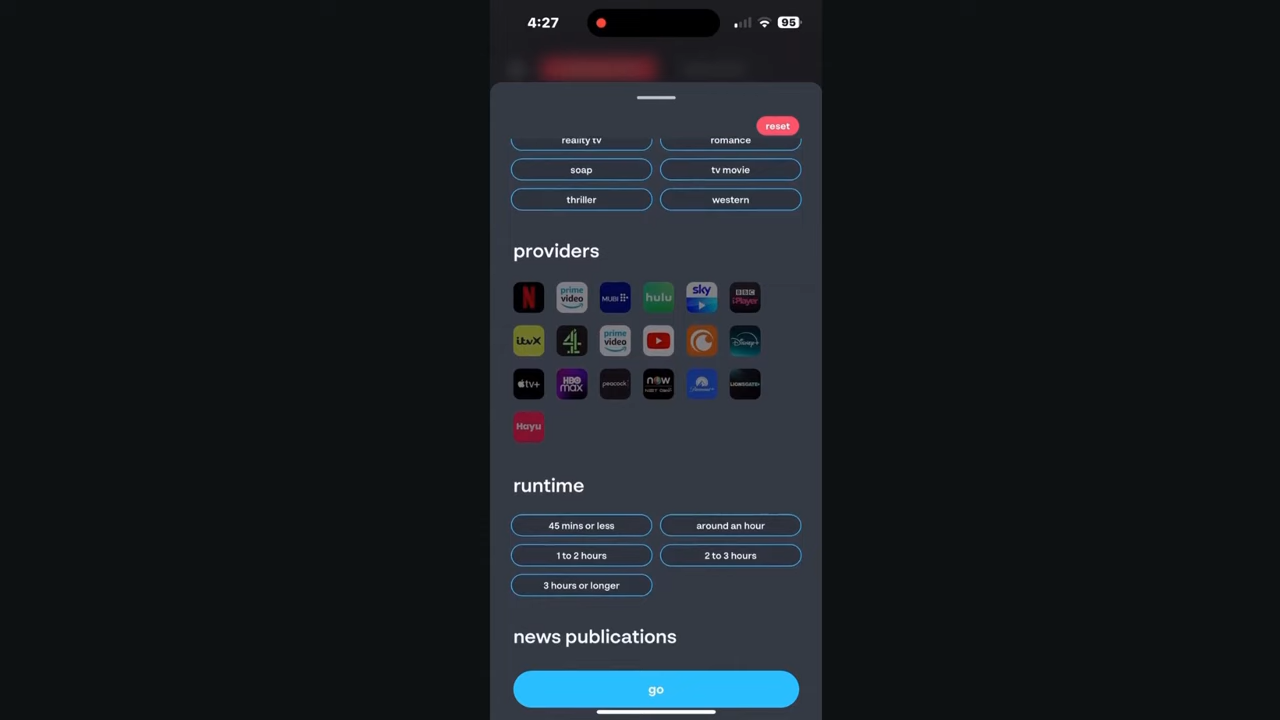 4:27
95
reset
reality tv romance
soap tv movie
thriller western
providers
N prime video MUBI hulu sky BBC iPlayer
itvX 4 prime video Disney+
tv+ HBO max peacock NOW Paramount+ LIONSGATE+
Hayu
runtime
45 mins or less around an hour
1 to 2 hours 2 to 3 hours
3 hours or longer
news publications
go